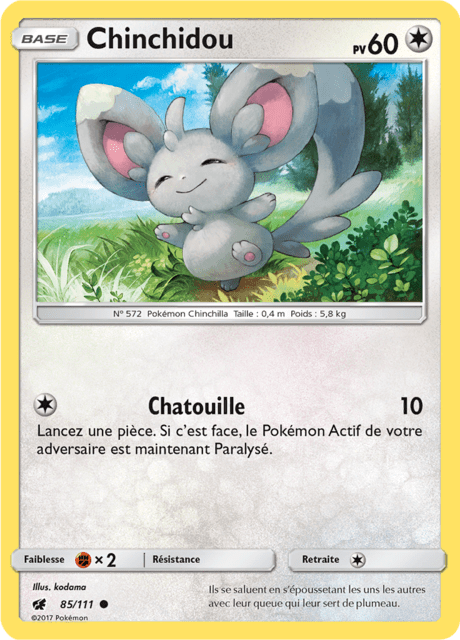 BASE Chinchidou PV 60
N° 572 Pokémon Chinchilla Taille : 0,4 m Poids : 5,8 kg
Chatouille 10
Lancez une pièce. Si c’est face, le Pokémon Actif de votre
adversaire est maintenant Paralysé.
Faiblesse ×2 Résistance Retraite
Illus. kodama
85/111
©2017 Pokémon
Ils se saluent en s’époussetant les uns les autres
avec leur queue qui leur sert de plumeau.